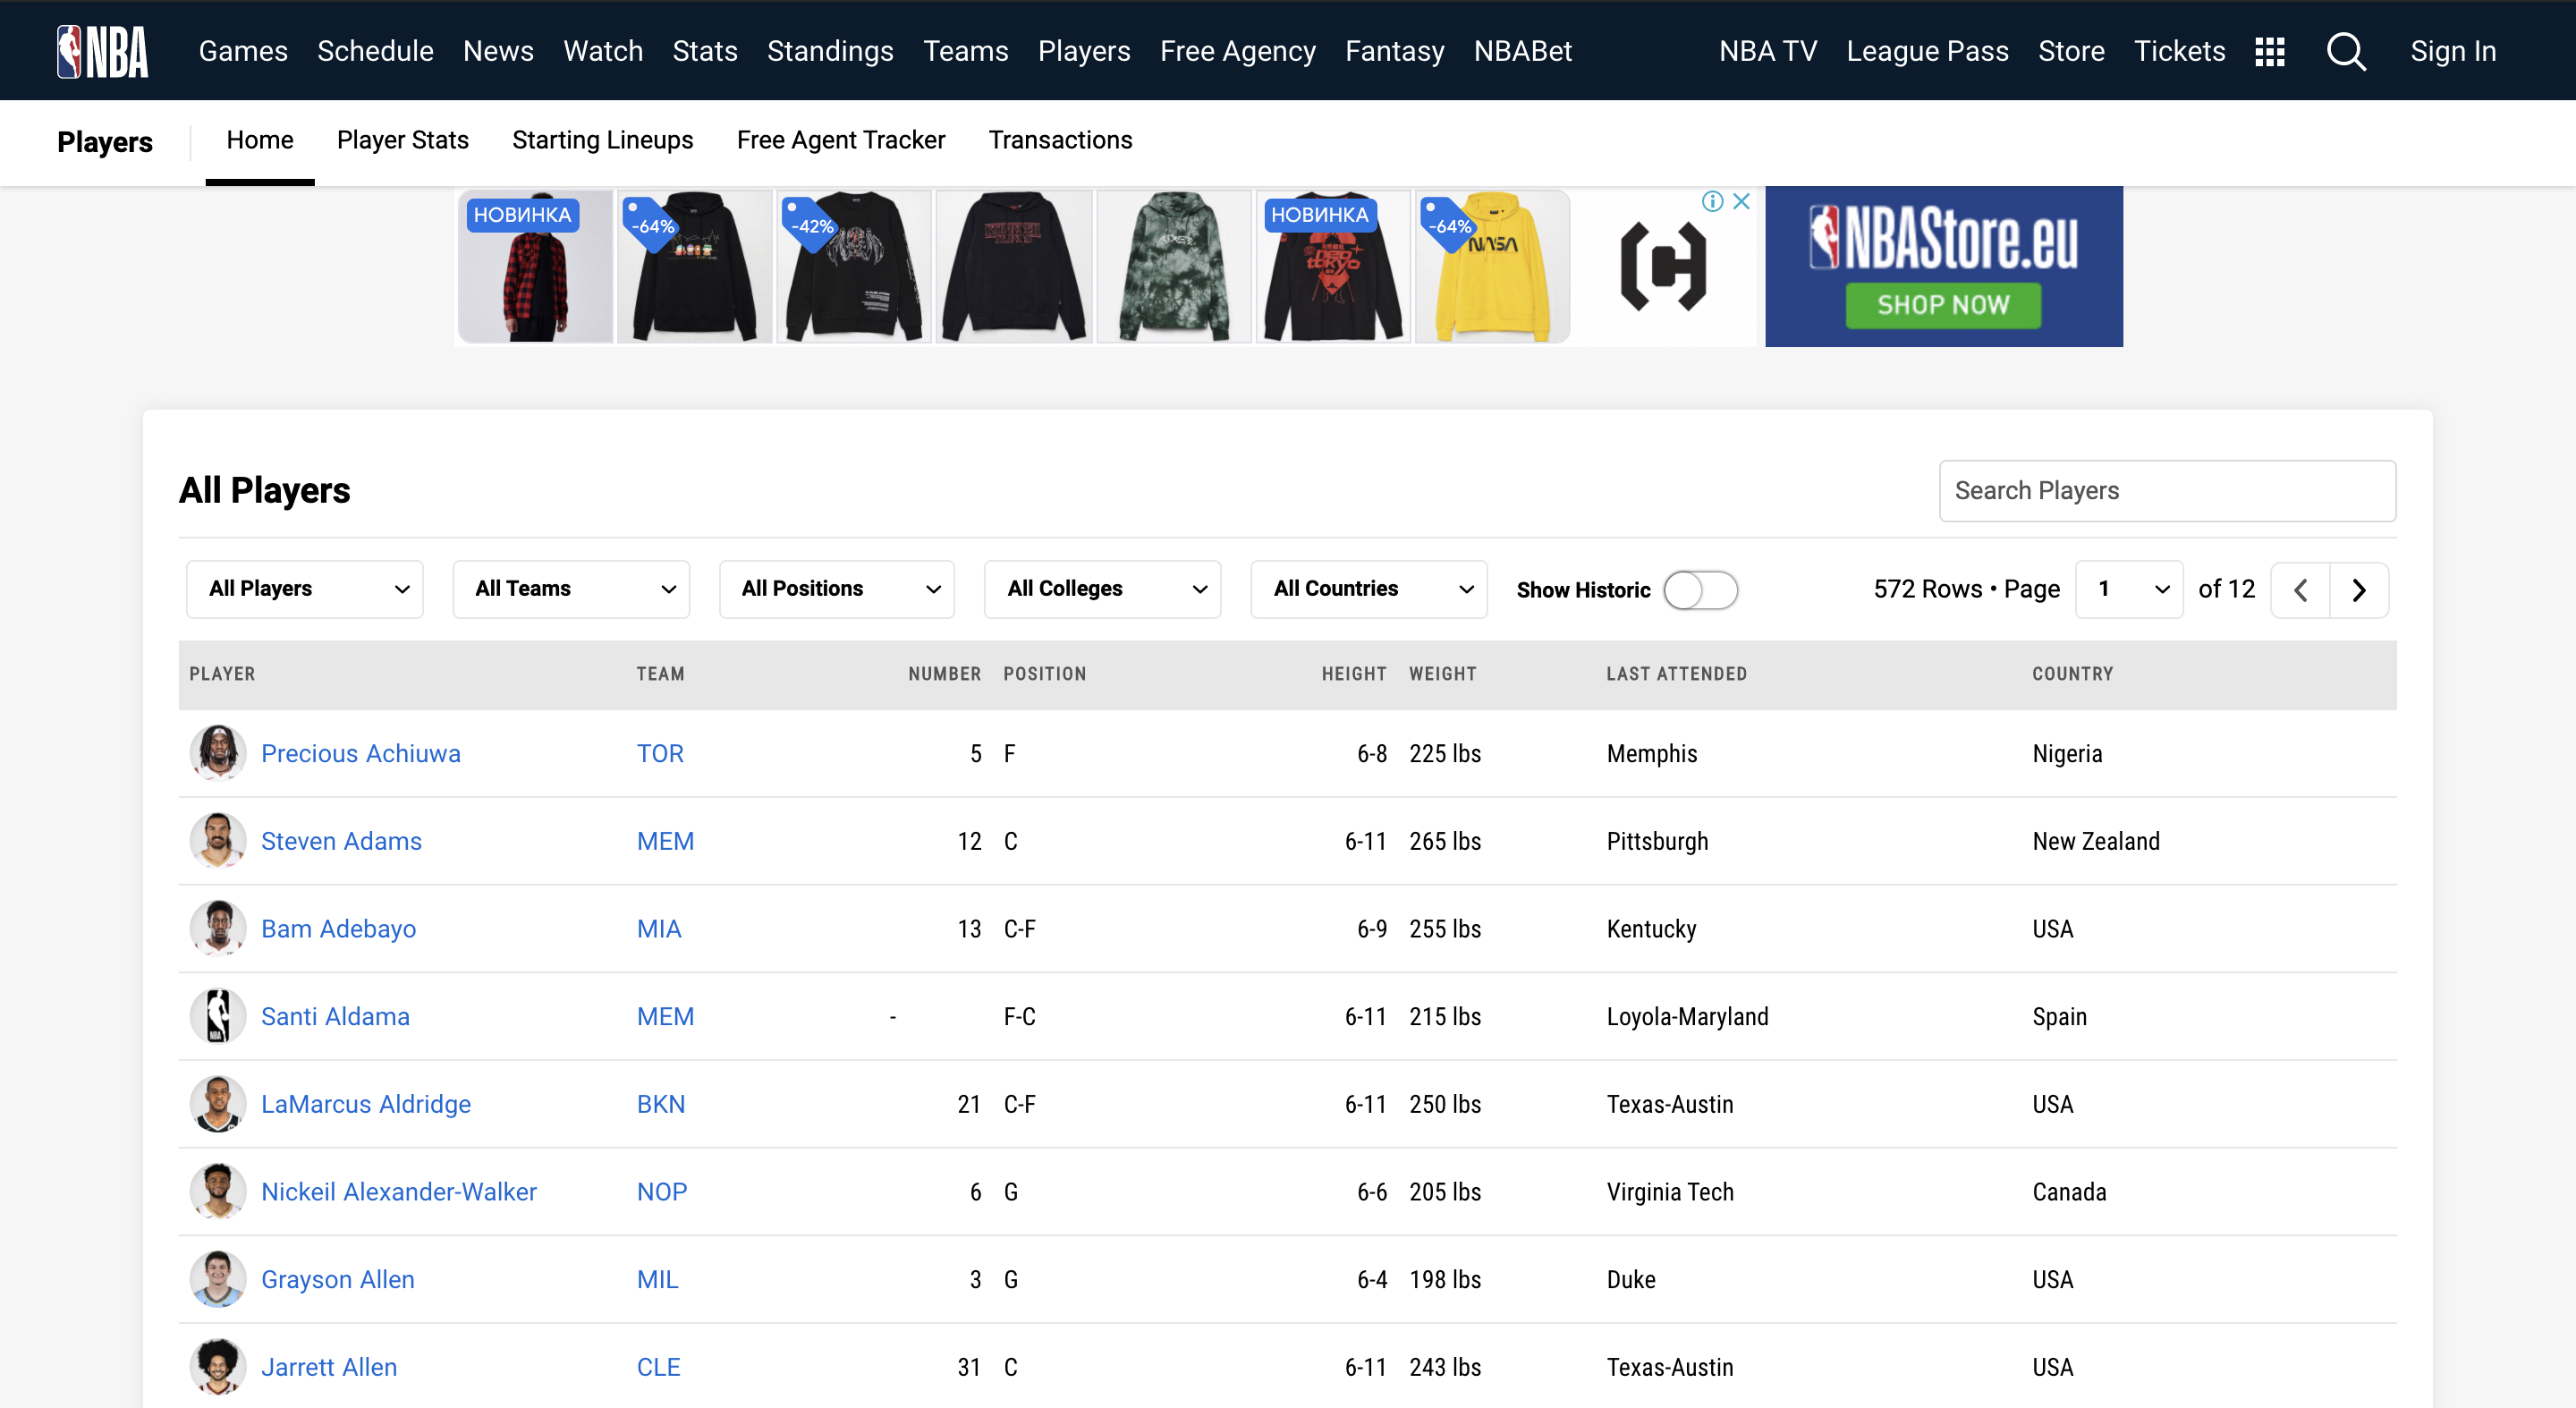 NBA Games Schedule News Watch Stats Standings Teams Players Free Agency Fantasy NBABet NBA TV League Pass Store Tickets Sign In
Players Home Player Stats Starting Lineups Free Agent Tracker Transactions
НОВИНКА -64% -42% НОВИНКА -64%
NASA
neo tokyo
NBAStore.eu
SHOP NOW
All Players Search Players
All Players All Teams All Positions All Colleges All Countries Show Historic 572 Rows • Page 1 of 12
PLAYER TEAM NUMBER POSITION HEIGHT WEIGHT LAST ATTENDED COUNTRY
Precious Achiuwa TOR 5 F 6-8 225 lbs Memphis Nigeria
Steven Adams MEM 12 C 6-11 265 lbs Pittsburgh New Zealand
Bam Adebayo MIA 13 C-F 6-9 255 lbs Kentucky USA
Santi Aldama MEM - F-C 6-11 215 lbs Loyola-Maryland Spain
LaMarcus Aldridge BKN 21 C-F 6-11 250 lbs Texas-Austin USA
Nickeil Alexander-Walker NOP 6 G 6-6 205 lbs Virginia Tech Canada
Grayson Allen MIL 3 G 6-4 198 lbs Duke USA
Jarrett Allen CLE 31 C 6-11 243 lbs Texas-Austin USA